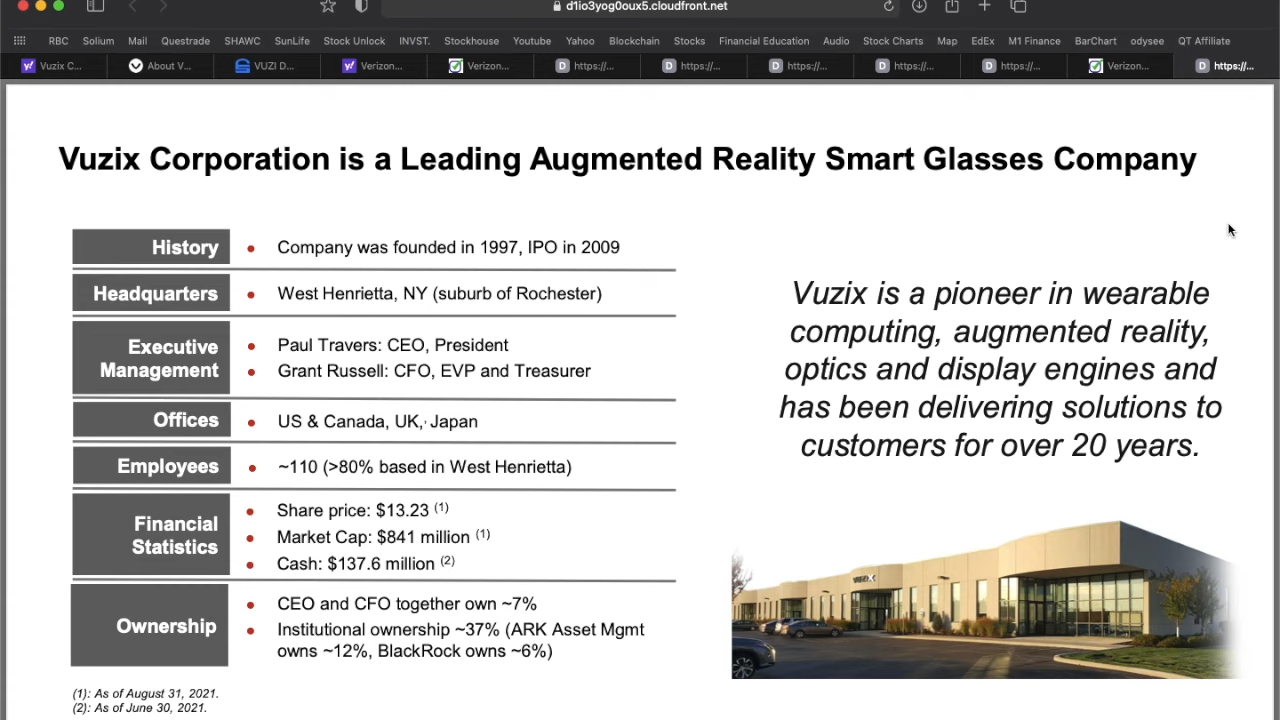 d1io3yog0oux5.cloudfront.net
RBC Solium Mail Questrade SHAWC SunLife Stock Unlock INVST. Stockhouse Youtube Yahoo Blockchain Stocks Financial Education Audio Stock Charts Map EdEx M1 Finance BarChart odysee QT Affiliate
Vuzix C... About V... VUZI D... Verizon... Verizon... https://... https://... https://... https://... https://... Verizon... https://...
Vuzix Corporation is a Leading Augmented Reality Smart Glasses Company
History • Company was founded in 1997, IPO in 2009
Headquarters • West Henrietta, NY (suburb of Rochester)
Executive Management
• Paul Travers: CEO, President
• Grant Russell: CFO, EVP and Treasurer
Offices • US & Canada, UK, Japan
Employees • ~110 (>80% based in West Henrietta)
Financial Statistics
• Share price: $13.23 (1)
• Market Cap: $841 million (1)
• Cash: $137.6 million (2)
Ownership
• CEO and CFO together own ~7%
• Institutional ownership ~37% (ARK Asset Mgmt
owns ~12%, BlackRock owns ~6%)
(1): As of August 31, 2021.
(2): As of June 30, 2021.
Vuzix is a pioneer in wearable
computing, augmented reality,
optics and display engines and
has been delivering solutions to
customers for over 20 years.
VUZIX